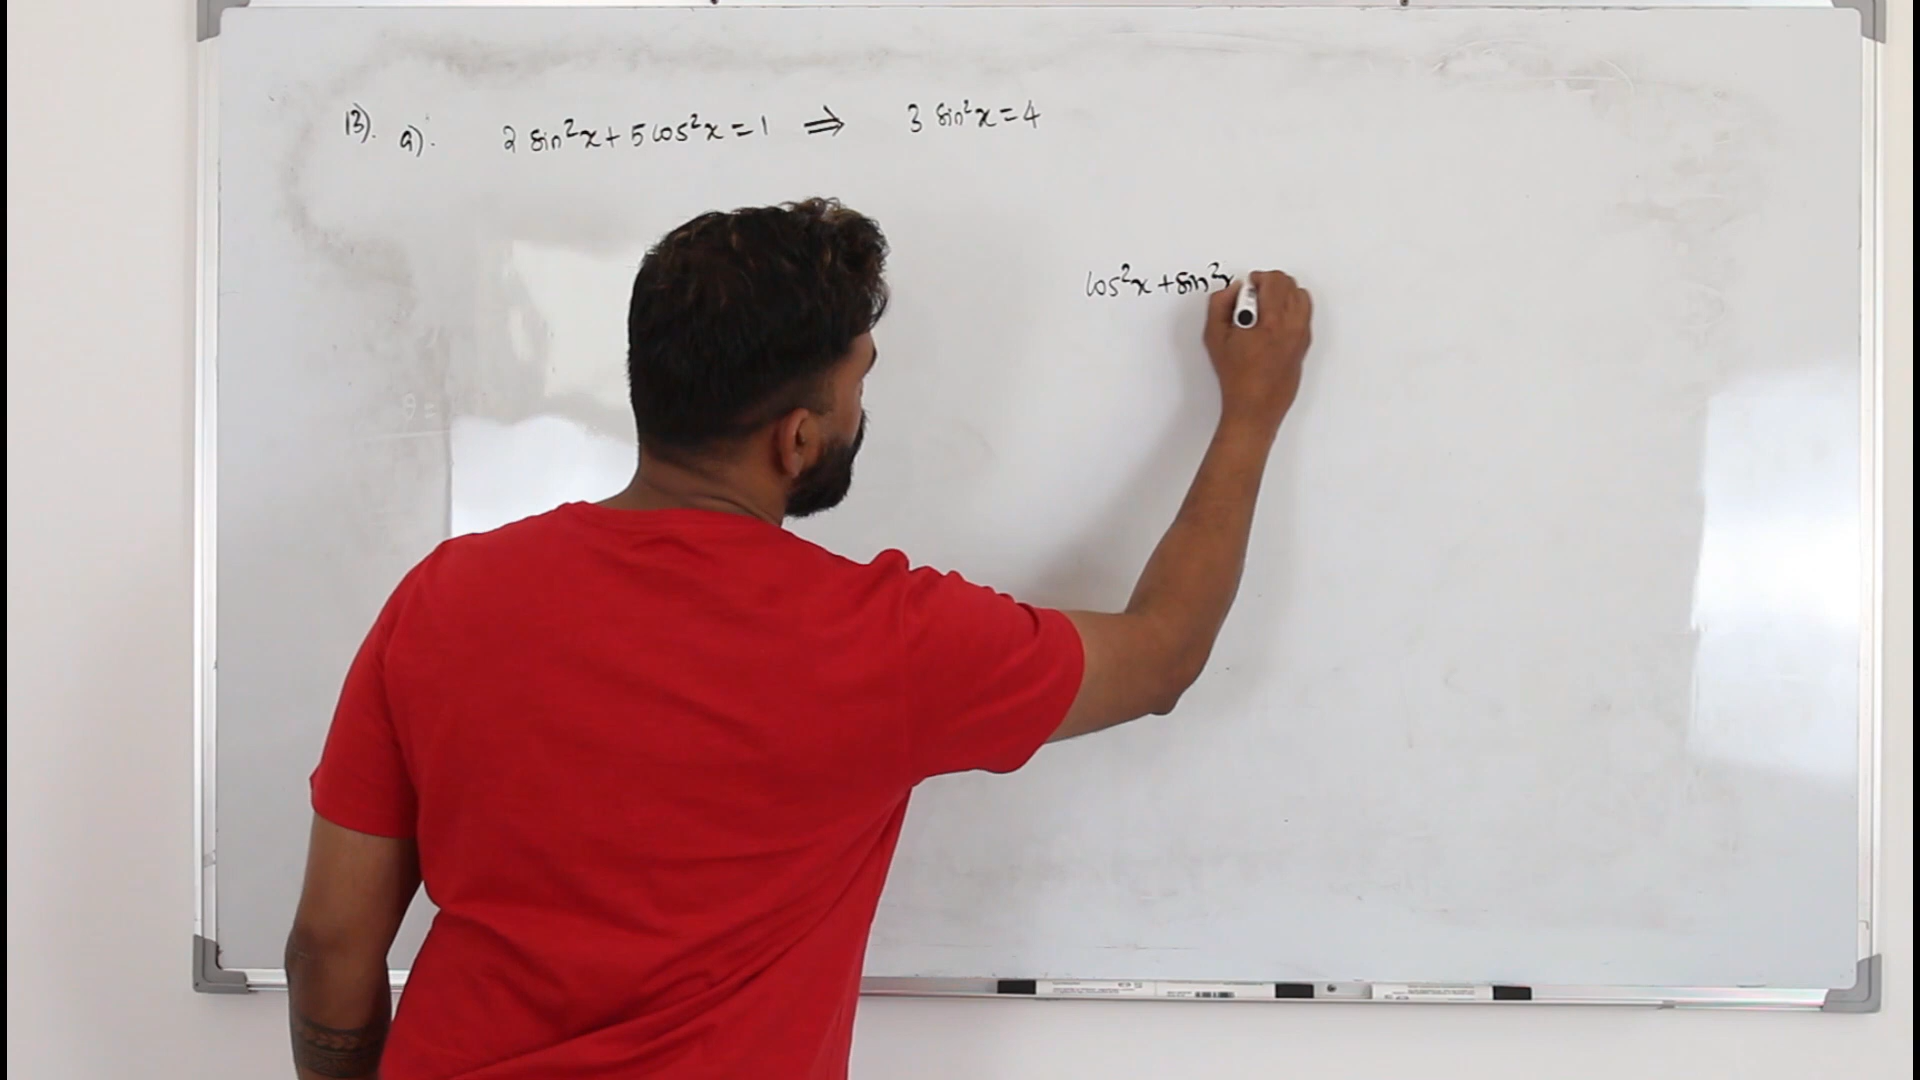 13). a). 2 sin²x + 5 cos²x = 1 ⇒ 3 sin²x = 4
cos²x + sin²x